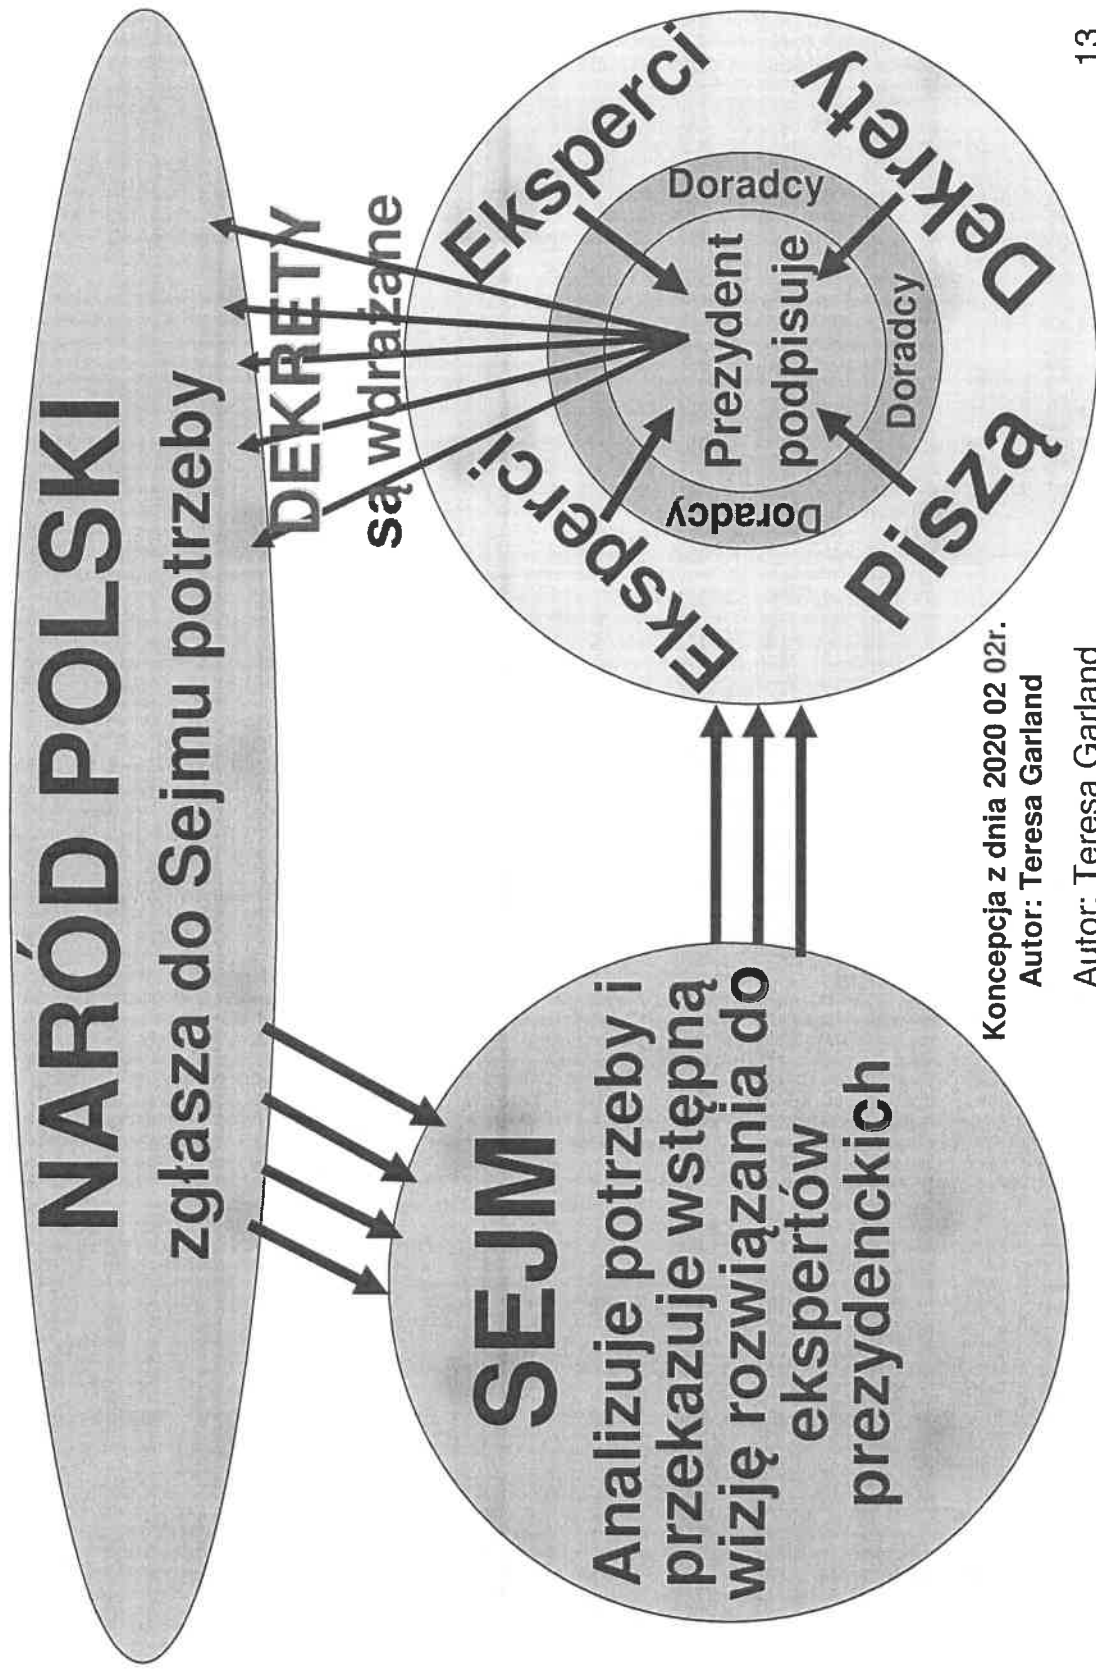 NARÓD POLSKI
zgłasza do Sejmu potrzeby
DEKRETY
są wdrażane
SEJM
Analizuje potrzeby i
przekazuje wstępną
wizję rozwiązania do
ekspertów
prezydenckich
Eksperci
Eksperci
Piszą
Dekrety
Doradcy
Doradcy
Doradcy
Prezydent
podpisuje
Koncepcja z dnia 2020 02 02r.
Autor: Teresa Garland
Autor: Teresa Garland
13